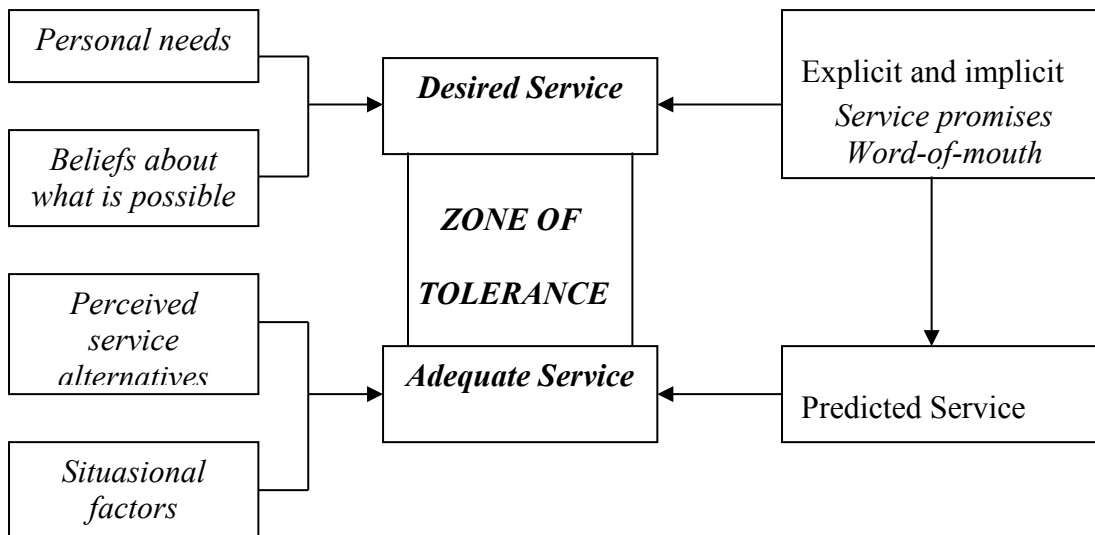 Personal needs
Beliefs about
what is possible
Perceived
service
alternatives
Situasional
factors
Desired Service
ZONE OF
TOLERANCE
Adequate Service
Explicit and implicit
Service promises
Word-of-mouth
Predicted Service